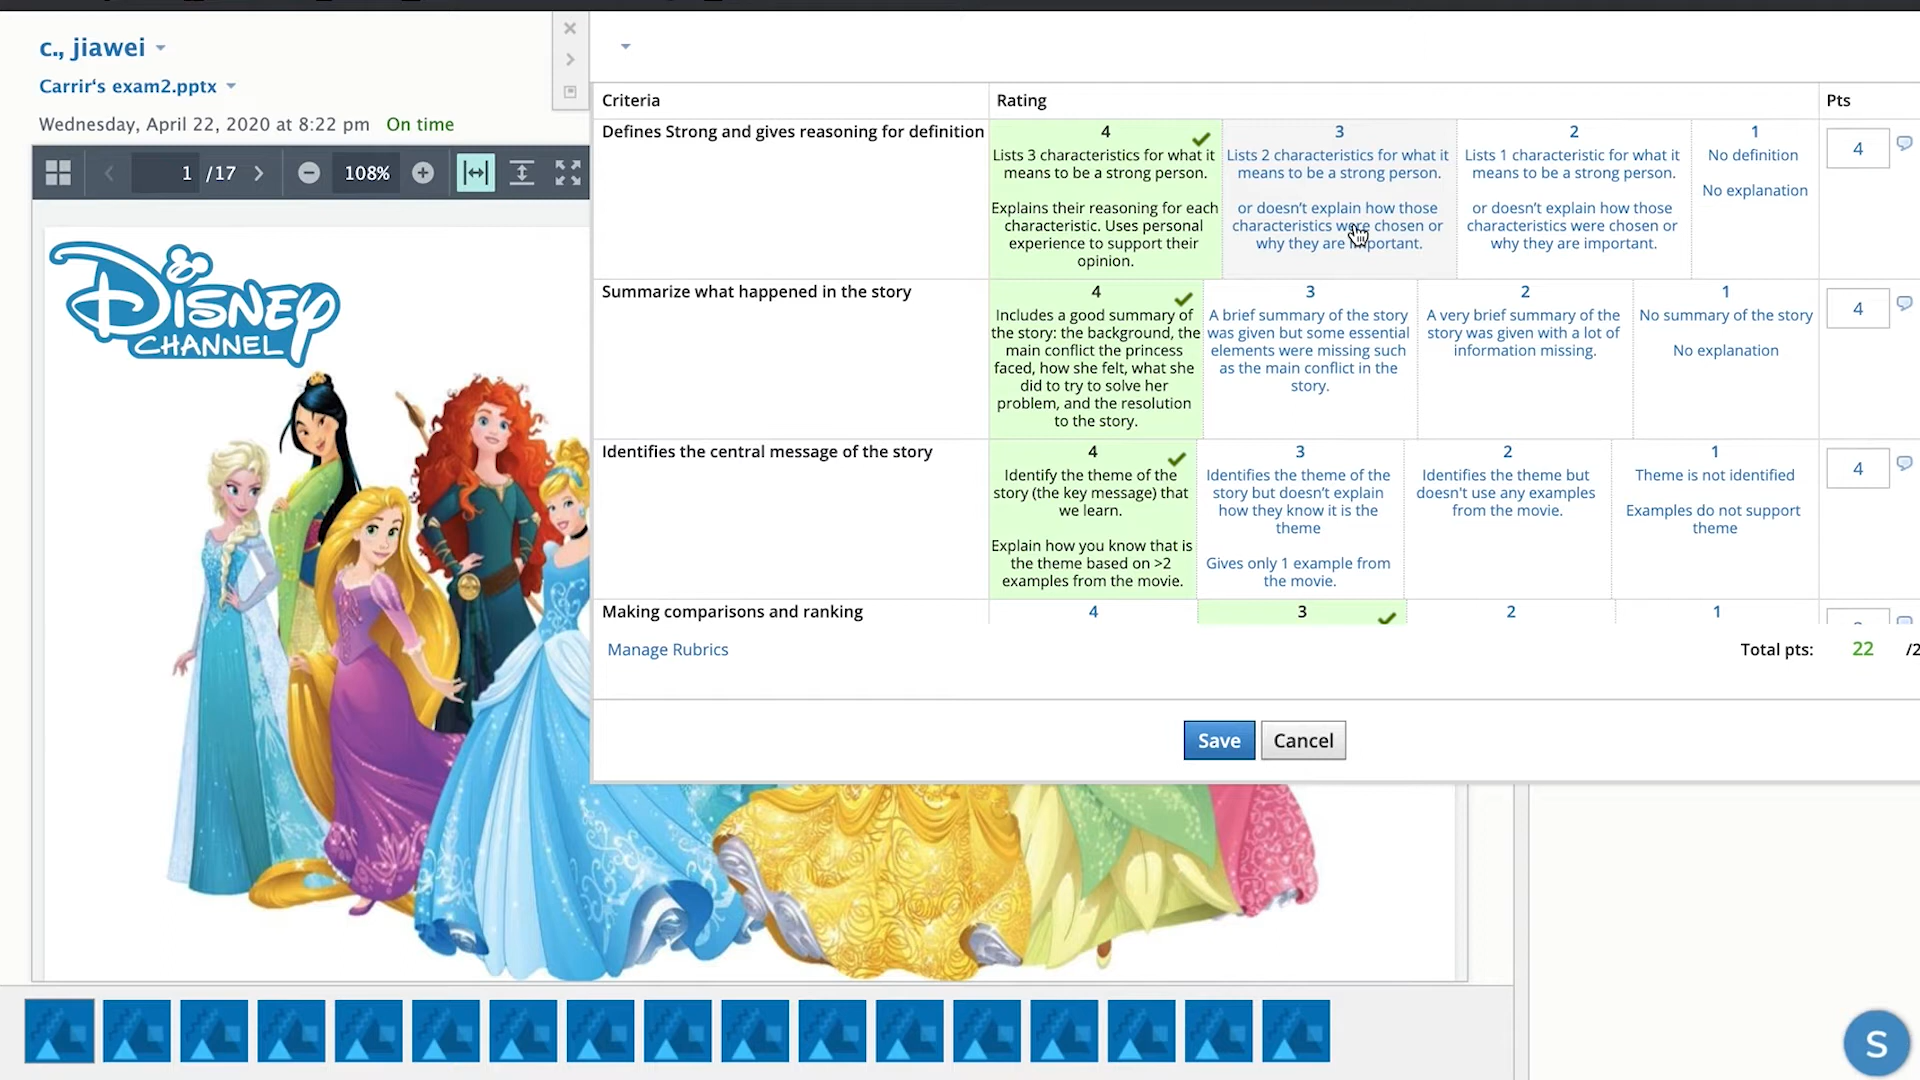 c., jiawei
Carrir's exam2.pptx
Wednesday, April 22, 2020 at 8:22 pm On time
1 /17 108%
DISNEY
CHANNEL
Criteria Rating Pts
Defines Strong and gives reasoning for definition
4
Lists 3 characteristics for what it
means to be a strong person.
Explains their reasoning for each
characteristic. Uses personal
experience to support their
opinion.
3
Lists 2 characteristics for what it
means to be a strong person.
or doesn't explain how those
characteristics were chosen or
why they are important.
2
Lists 1 characteristic for what it
means to be a strong person.
or doesn't explain how those
characteristics were chosen or
why they are important.
1
No definition
No explanation
4
Summarize what happened in the story
4
Includes a good summary of
the story: the background, the
main conflict the princess
faced, how she felt, what she
did to try to solve her
problem, and the resolution
to the story.
3
A brief summary of the story
was given but some essential
elements were missing such
as the main conflict in the
story.
2
A very brief summary of the
story was given with a lot of
information missing.
1
No summary of the story
No explanation
4
Identifies the central message of the story
4
Identify the theme of the
story (the key message) that
we learn.
Explain how you know that is
the theme based on >2
examples from the movie.
3
Identifies the theme of the
story but doesn't explain
how they know it is the
theme
Gives only 1 example from
the movie.
2
Identifies the theme but
doesn't use any examples
from the movie.
1
Theme is not identified
Examples do not support
theme
4
Making comparisons and ranking
4
3
2
1
Manage Rubrics
Total pts: 22 /2
Save Cancel
S